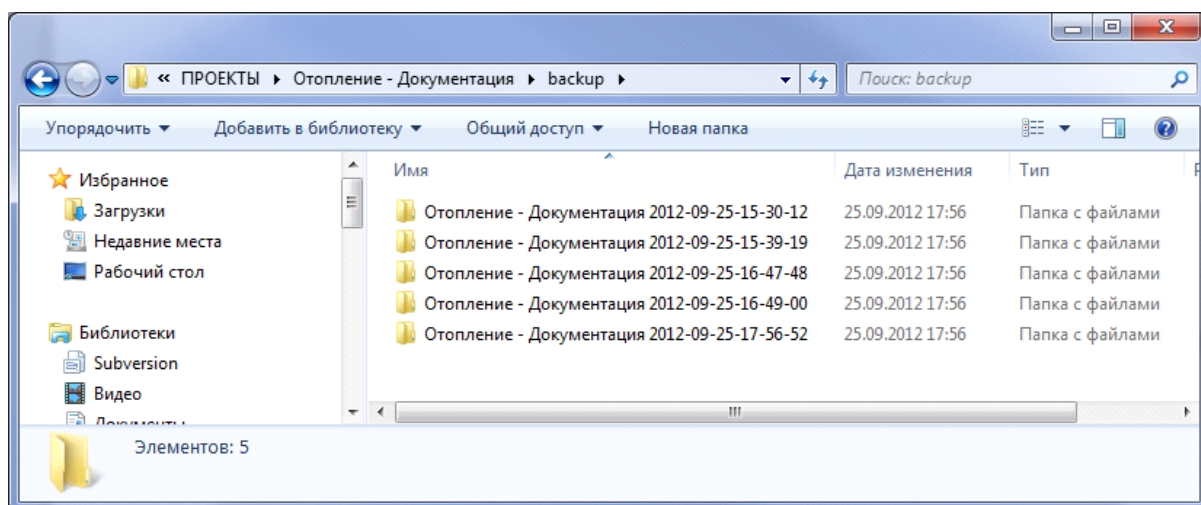 « ПРОЕКТЫ ▸ Отопление - Документация ▸ backup ▸
Поиск: backup
Упорядочить ▾ Добавить в библиотеку ▾ Общий доступ ▾ Новая папка
Имя Дата изменения Тип
Избранное
Загрузки
Недавние места
Рабочий стол
Библиотеки
Subversion
Видео
Документы
Отопление - Документация 2012-09-25-15-30-12 25.09.2012 17:56 Папка с файлами
Отопление - Документация 2012-09-25-15-39-19 25.09.2012 17:56 Папка с файлами
Отопление - Документация 2012-09-25-16-47-48 25.09.2012 17:56 Папка с файлами
Отопление - Документация 2012-09-25-16-49-00 25.09.2012 17:56 Папка с файлами
Отопление - Документация 2012-09-25-17-56-52 25.09.2012 17:56 Папка с файлами
Элементов: 5